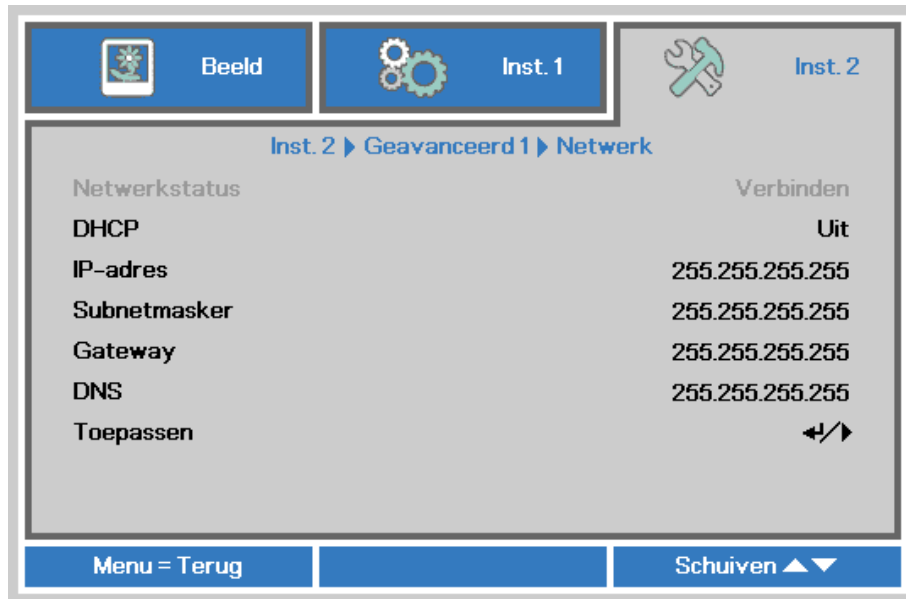 Beeld
Inst. 1
Inst. 2
Inst. 2 ▶ Geavanceerd 1 ▶ Netwerk
Netwerkstatus Verbinden
DHCP Uit
IP-adres 255.255.255.255
Subnetmasker 255.255.255.255
Gateway 255.255.255.255
DNS 255.255.255.255
Toepassen ↵/▶
Menu = Terug
Schuiven ▲▼